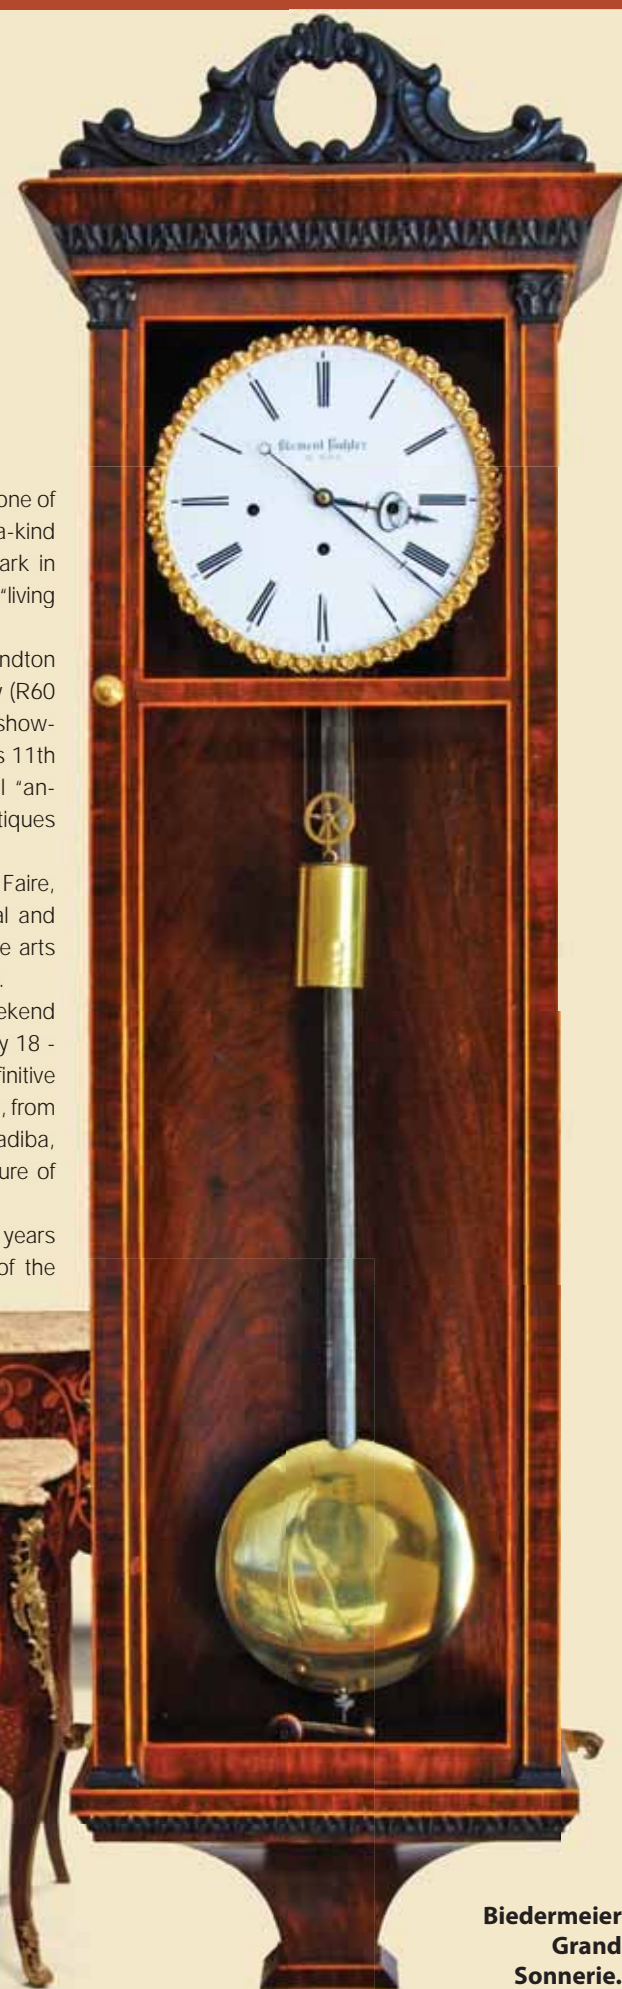 one of
a-kind
ark in
“living
ndton
(R60
show-
s 11th
l “an-
tiques
Faire,
al and
e arts
.
ekend
y 18 -
finitive
, from
adiba,
ure of
years
of the
Biedermeier
Grand
Sonnerie.